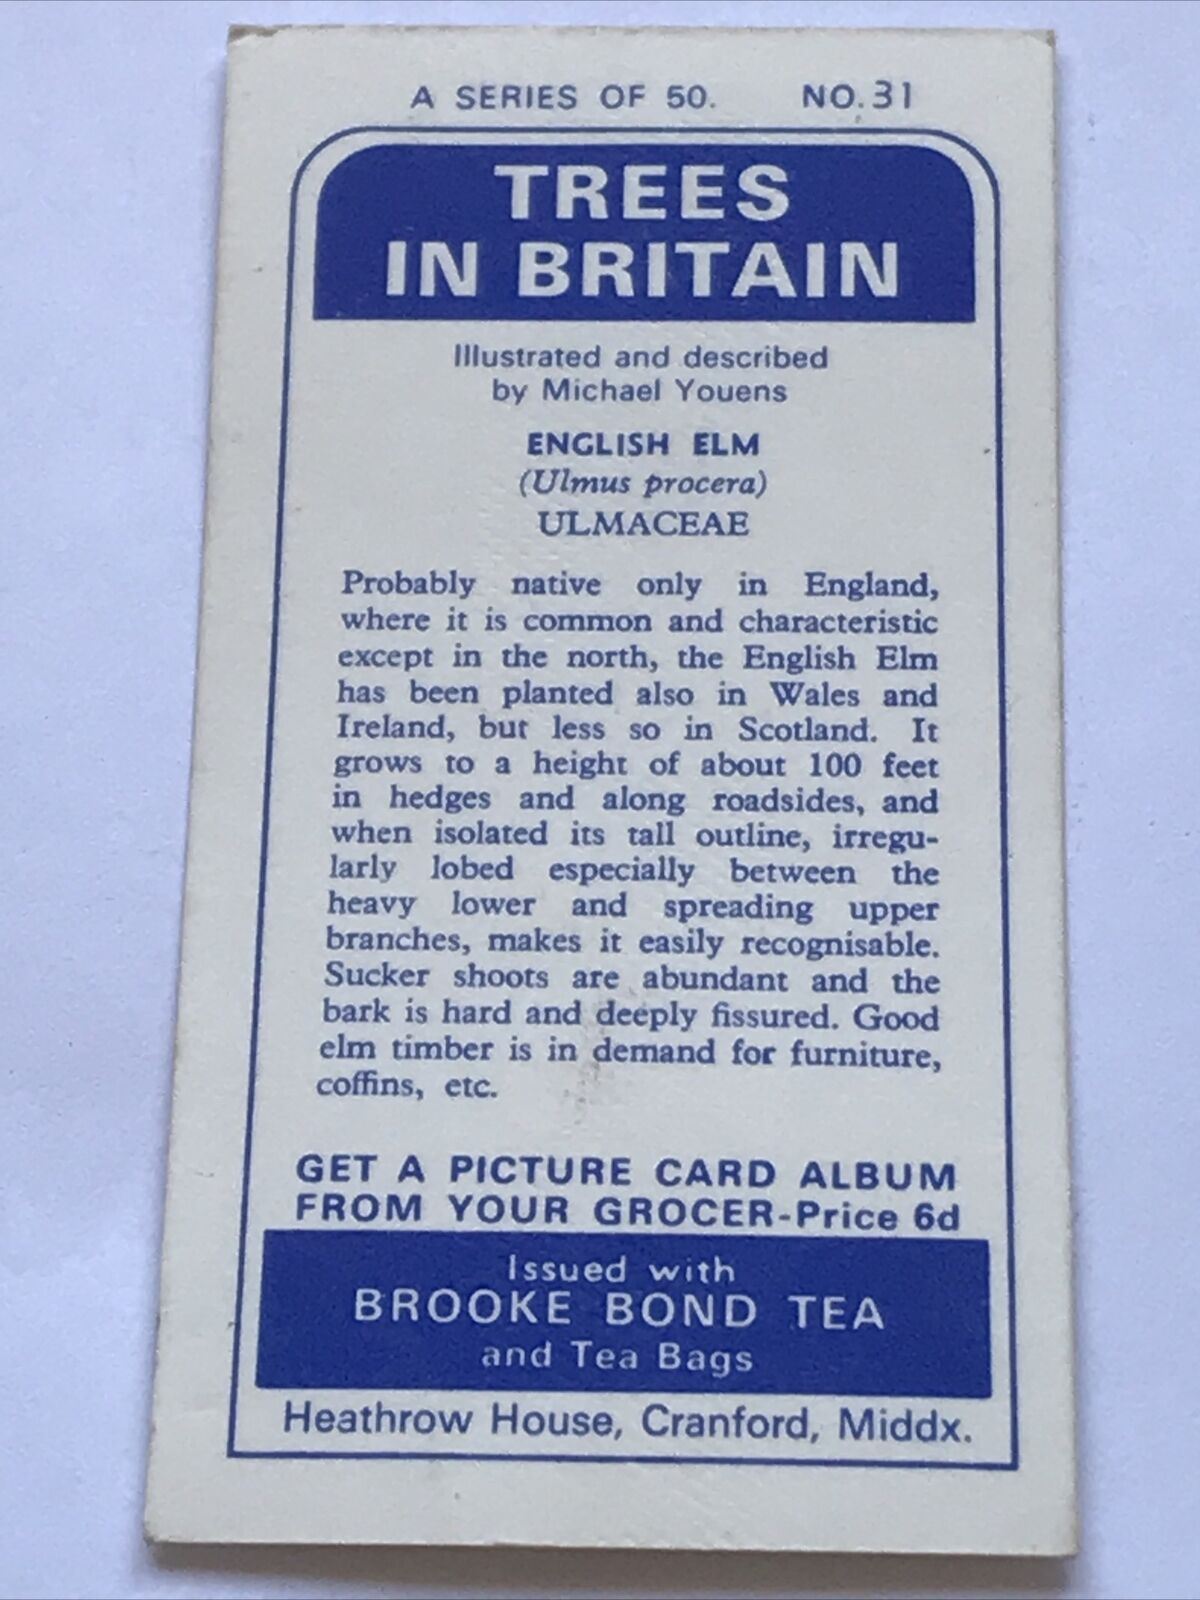 A SERIES OF 50. NO. 31
TREES
IN BRITAIN
Illustrated and described
by Michael Youens
ENGLISH ELM
(Ulmus procera)
ULMACEAE
Probably native only in England,
where it is common and characteristic
except in the north, the English Elm
has been planted also in Wales and
Ireland, but less so in Scotland. It
grows to a height of about 100 feet
in hedges and along roadsides, and
when isolated its tall outline, irregu-
larly lobed especially between the
heavy lower and spreading upper
branches, makes it easily recognisable.
Sucker shoots are abundant and the
bark is hard and deeply fissured. Good
elm timber is in demand for furniture,
coffins, etc.
GET A PICTURE CARD ALBUM
FROM YOUR GROCER-Price 6d
Issued with
BROOKE BOND TEA
and Tea Bags
Heathrow House, Cranford, Middx.